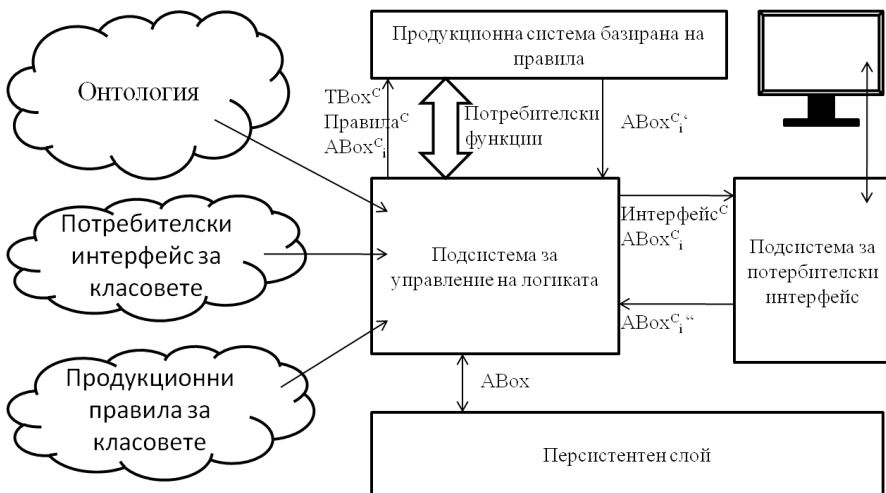 Продукционна система базирана на
правила
Онтология
TBox^C
Правила^C
ABox^C_i
Потребителски
функции
ABox^C_i‘
Потребителски
интерфейс за
класовете
Подсистема за
управление на логиката
Интерфейс^C
ABox^C_i
ABox^C_i“
Подсистема за
потербителски
интерфейс
Продукционни
правила за
класовете
ABox
Персистентен слой